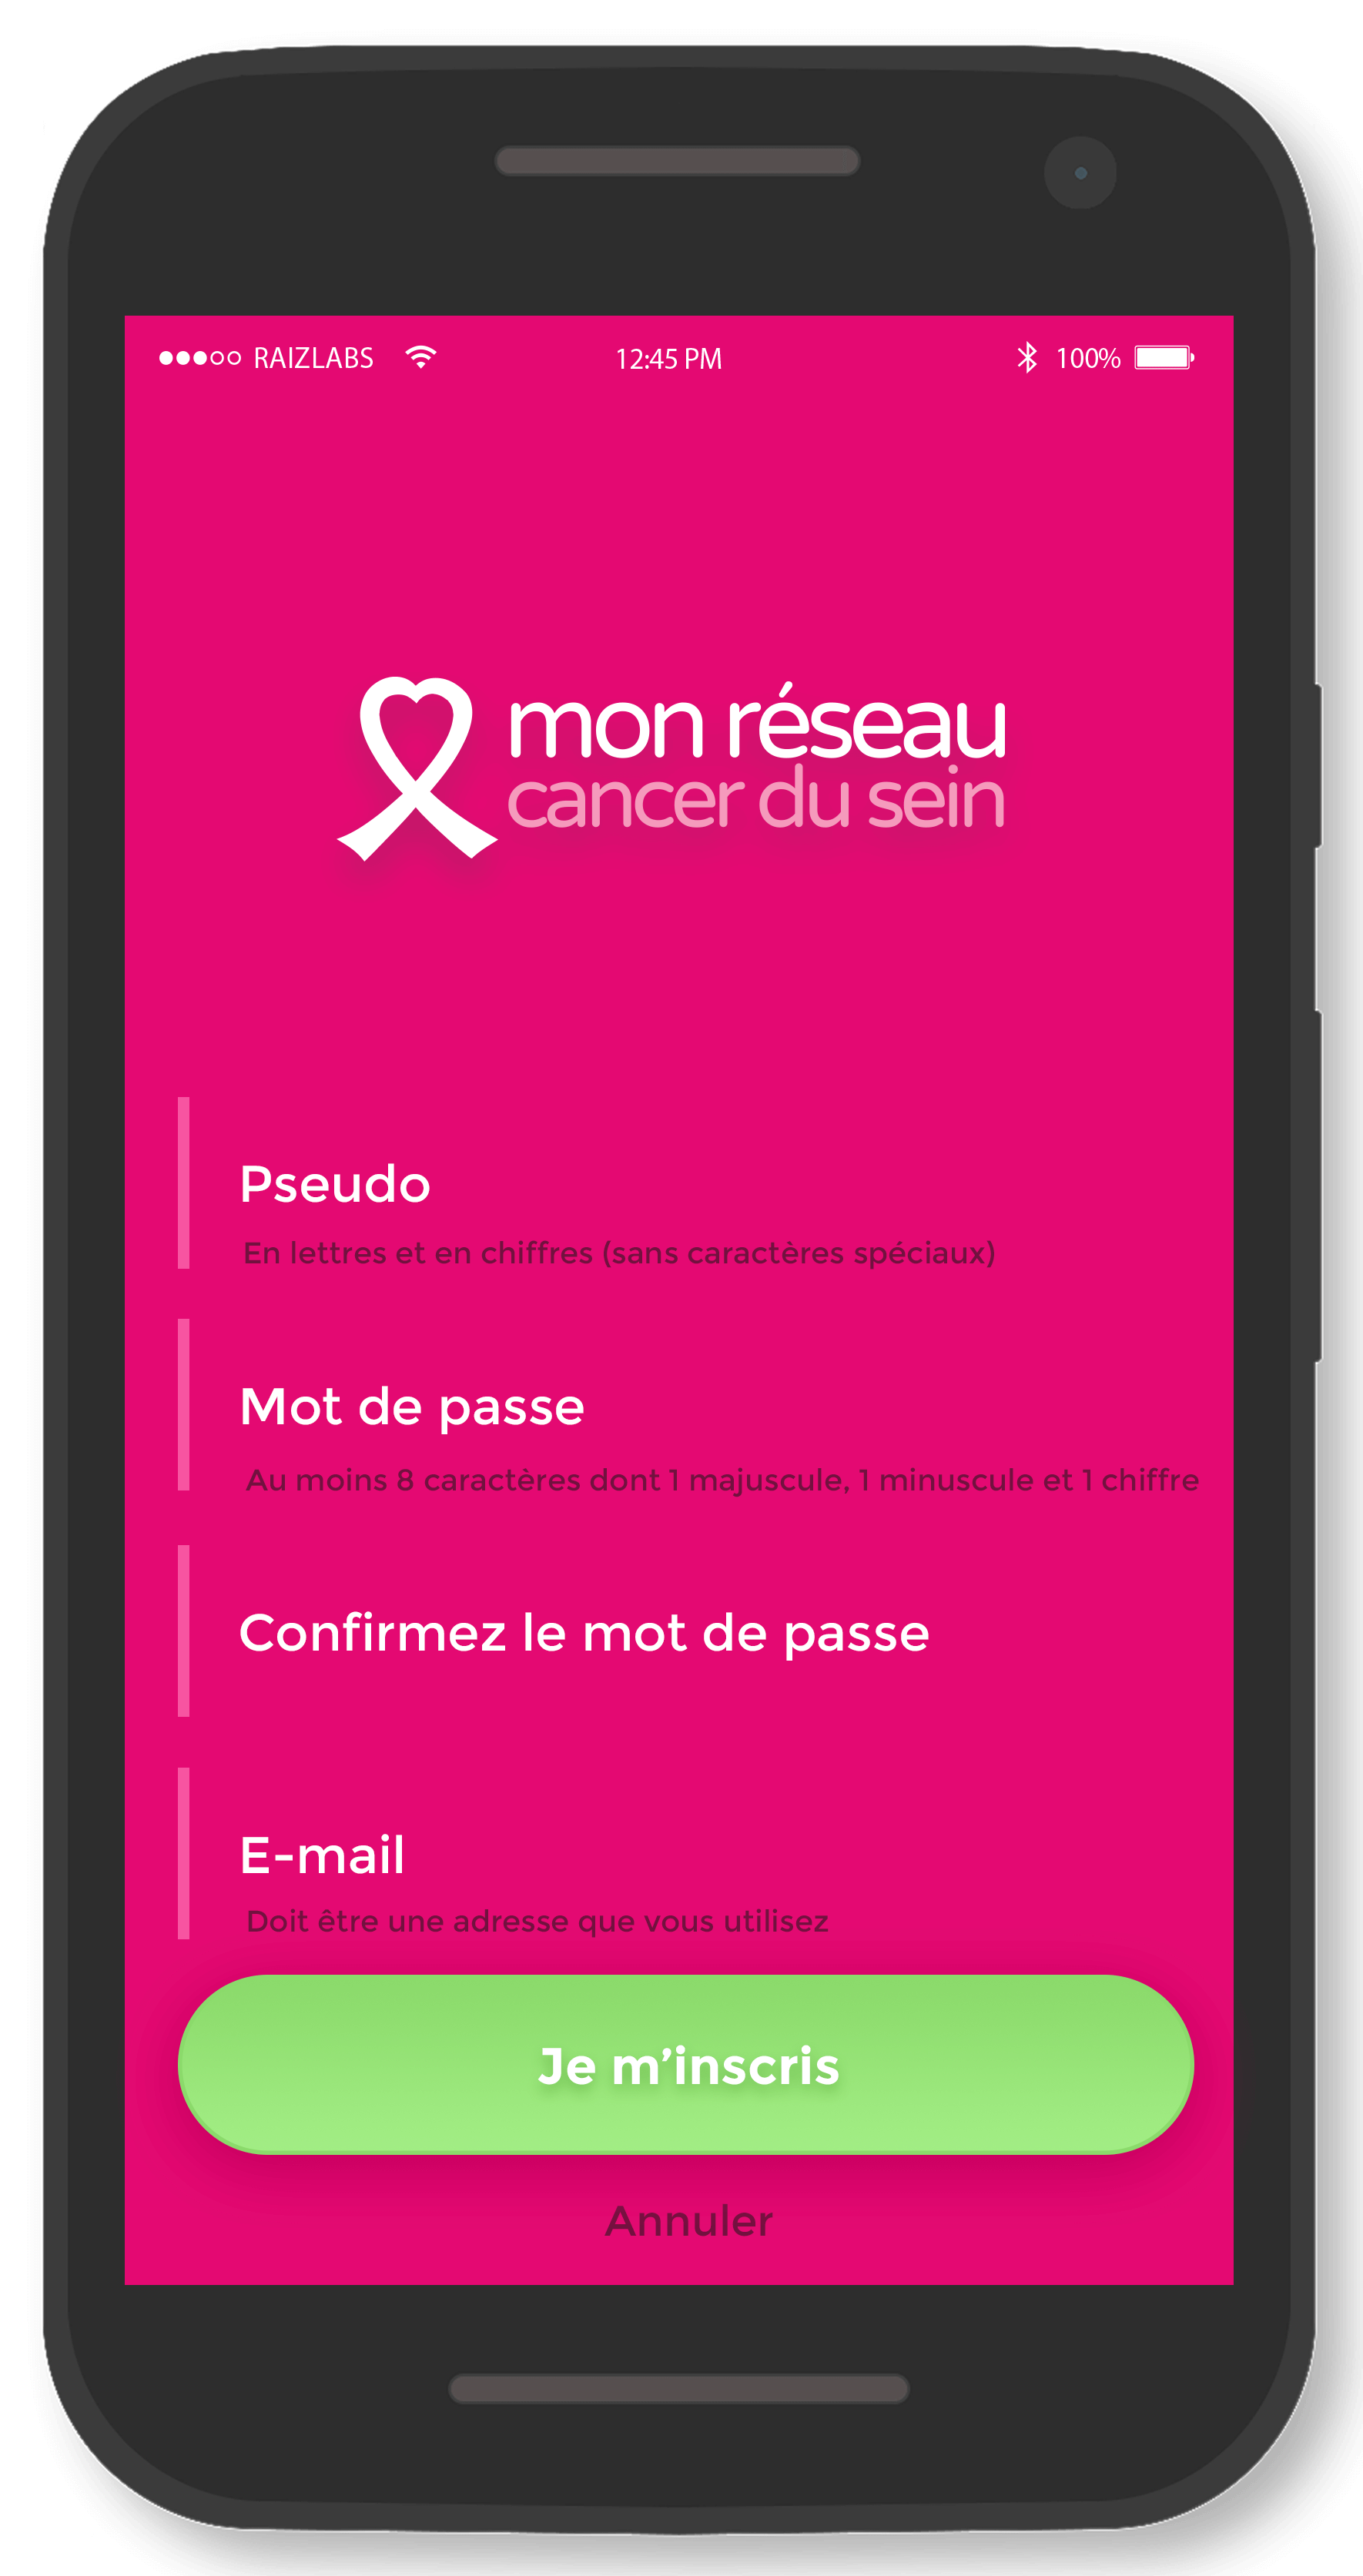 RAIZLABS 12:45 PM 100%
mon réseau
cancer du sein
Pseudo
En lettres et en chiffres (sans caractères spéciaux)
Mot de passe
Au moins 8 caractères dont 1 majuscule, 1 minuscule et 1 chiffre
Confirmez le mot de passe
E-mail
Doit être une adresse que vous utilisez
Je m’inscris
Annuler